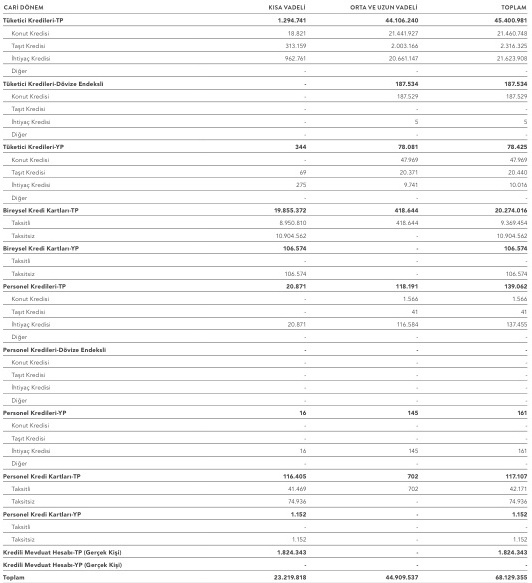 CARİ DÖNEM KISA VADELİ ORTA VE UZUN VADELİ TOPLAM
Tüketici Kredileri-TP 1.294.741 44.106.240 45.400.981
Konut Kredisi 18.821 21.441.927 21.460.748
Taşıt Kredisi 313.159 2.003.166 2.316.325
İhtiyaç Kredisi 962.761 20.661.147 21.623.908
Diğer - - -
Tüketici Kredileri-Dövize Endeksli - 187.534 187.534
Konut Kredisi - 187.529 187.529
Taşıt Kredisi - - -
İhtiyaç Kredisi - 5 5
Diğer - - -
Tüketici Kredileri-YP 344 78.081 78.425
Konut Kredisi - 47.969 47.969
Taşıt Kredisi 69 20.371 20.440
İhtiyaç Kredisi 275 9.741 10.016
Diğer - - -
Bireysel Kredi Kartları-TP 19.855.372 418.644 20.274.016
Taksitli 8.950.810 418.644 9.369.454
Taksitsiz 10.904.562 - 10.904.562
Bireysel Kredi Kartları-YP 106.574 - 106.574
Taksitli - - -
Taksitsiz 106.574 - 106.574
Personel Kredileri-TP 20.871 118.191 139.062
Konut Kredisi - 1.566 1.566
Taşıt Kredisi - 41 41
İhtiyaç Kredisi 20.871 116.584 137.455
Diğer - - -
Personel Kredileri-Dövize Endeksli - - -
Konut Kredisi - - -
Taşıt Kredisi - - -
İhtiyaç Kredisi - - -
Diğer - - -
Personel Kredileri-YP 16 145 161
Konut Kredisi - - -
Taşıt Kredisi - - -
İhtiyaç Kredisi 16 145 161
Diğer - - -
Personel Kredi Kartları-TP 116.405 702 117.107
Taksitli 41.469 702 42.171
Taksitsiz 74.936 - 74.936
Personel Kredi Kartları-YP 1.152 - 1.152
Taksitli - - -
Taksitsiz 1.152 - 1.152
Kredili Mevduat Hesabı-TP (Gerçek Kişi) 1.824.343 - 1.824.343
Kredili Mevduat Hesabı-YP (Gerçek Kişi) - - -
Toplam 23.219.818 44.909.537 68.129.355